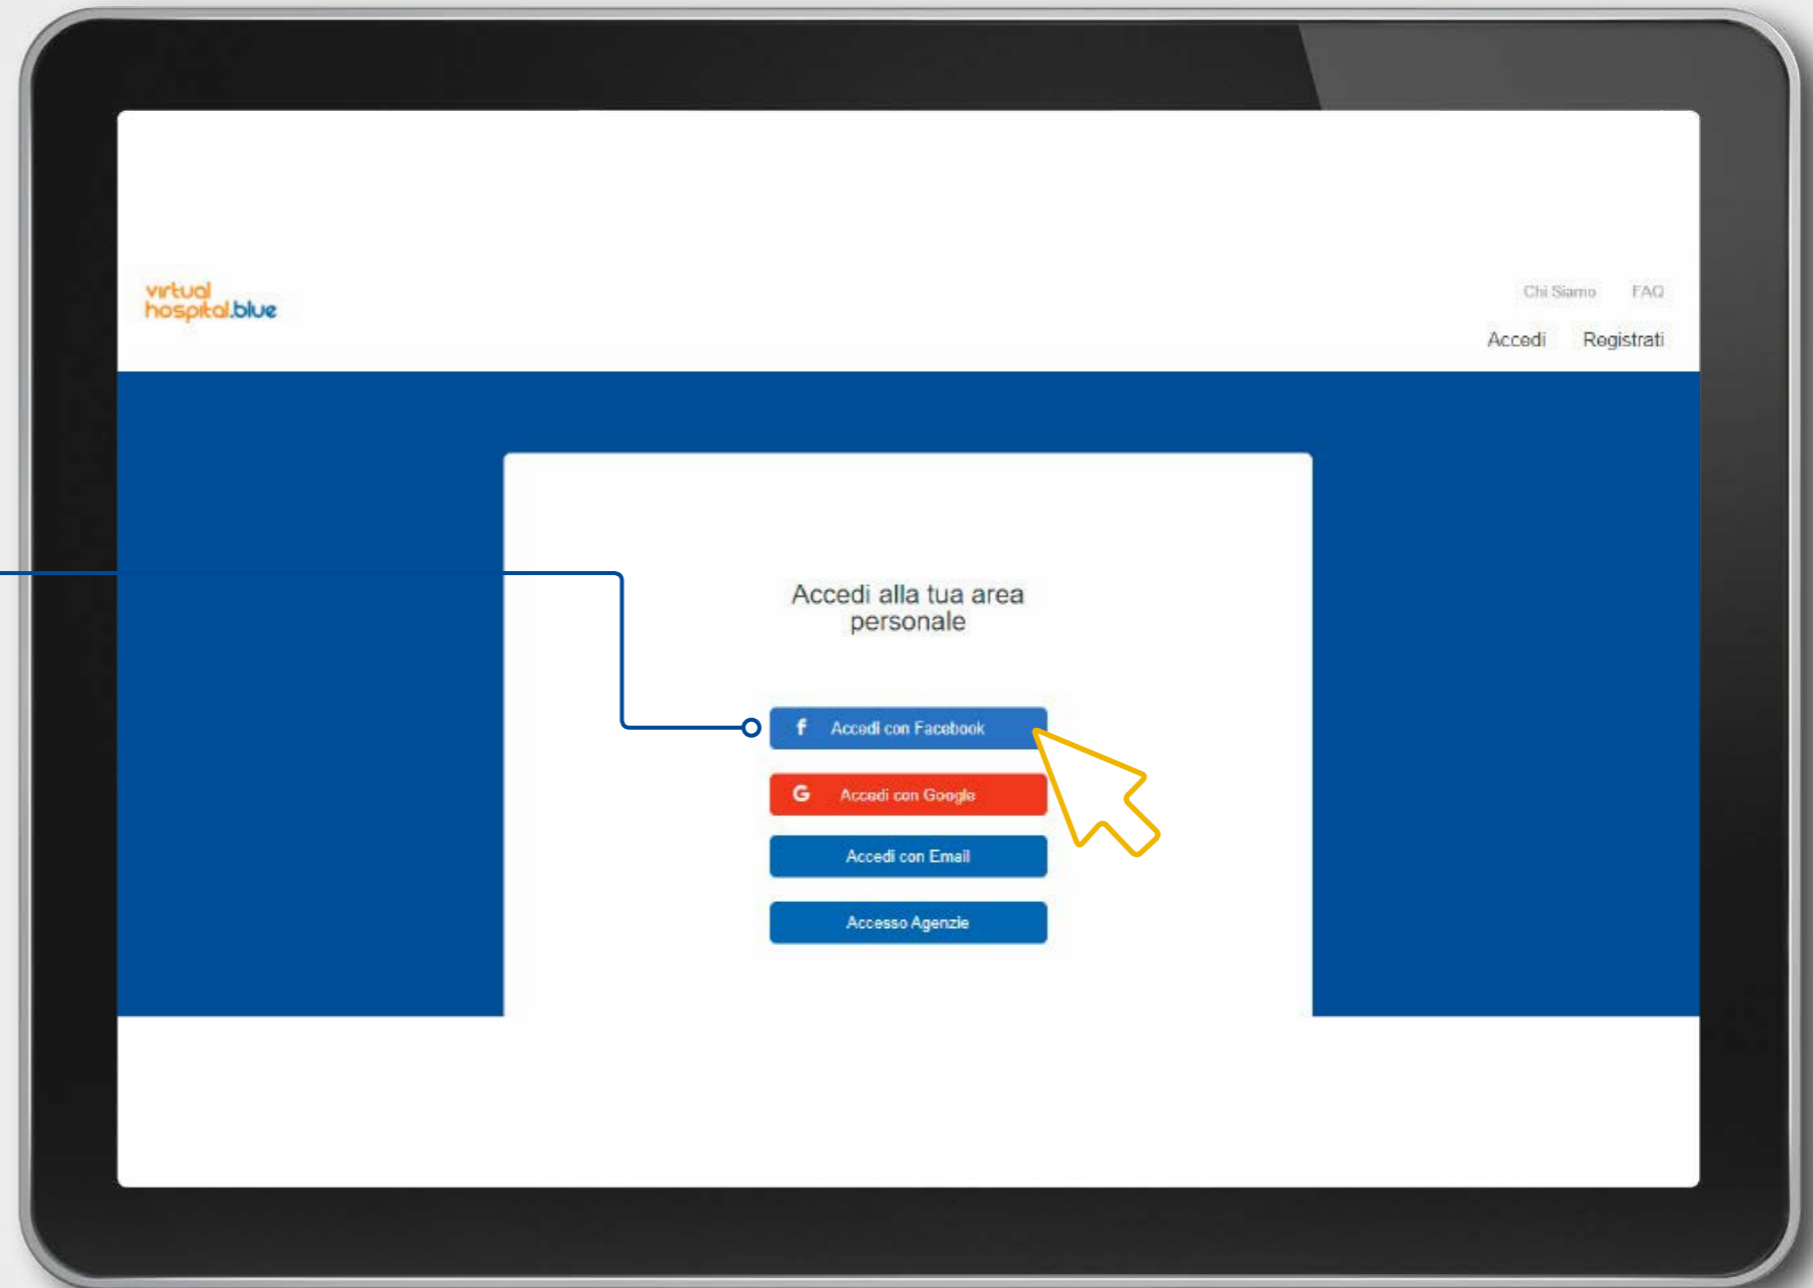 virtual
hospital.blue
Chi Siamo FAQ
Accedi Registrati
Accedi alla tua area
personale
f Accedi con Facebook
G Accedi con Google
Accedi con Email
Accesso Agenzie